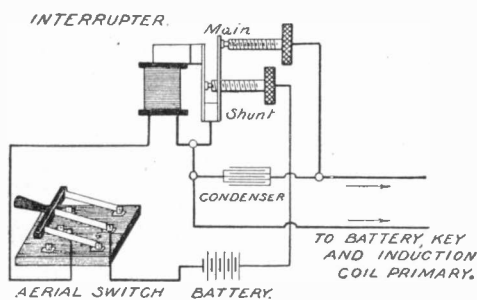 INTERRUPTER.
Main
Shunt
CONDENSER
TO BATTERY, KEY
AND INDUCTION
COIL PRIMARY.
AERIAL SWITCH
BATTERY.